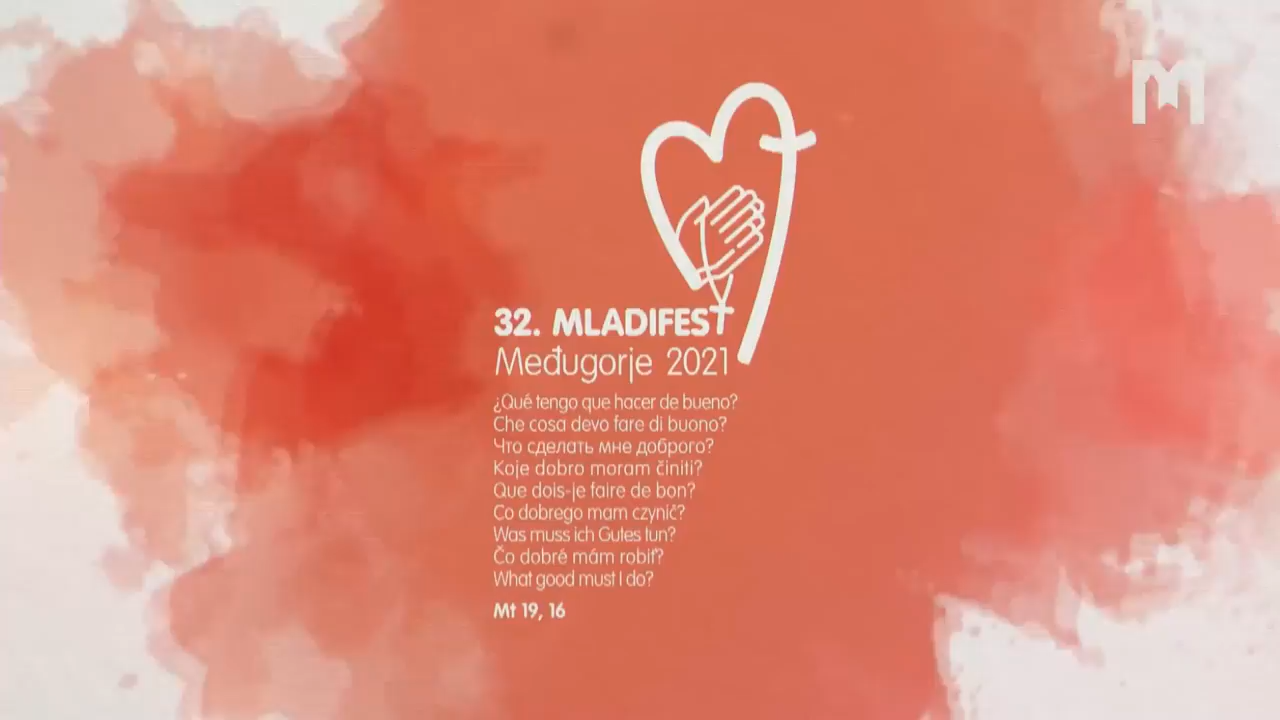 M
32. MLADIFEST
Međugorje 2021
¿Qué tengo que hacer de bueno?
Che cosa devo fare di buono?
Что сделать мне доброго?
Koje dobro moram činiti?
Que dois-je faire de bon?
Co dobrego mam czynič?
Was muss ich Gutes tun?
Čo dobré mám robiť?
What good must I do?
Mt 19, 16